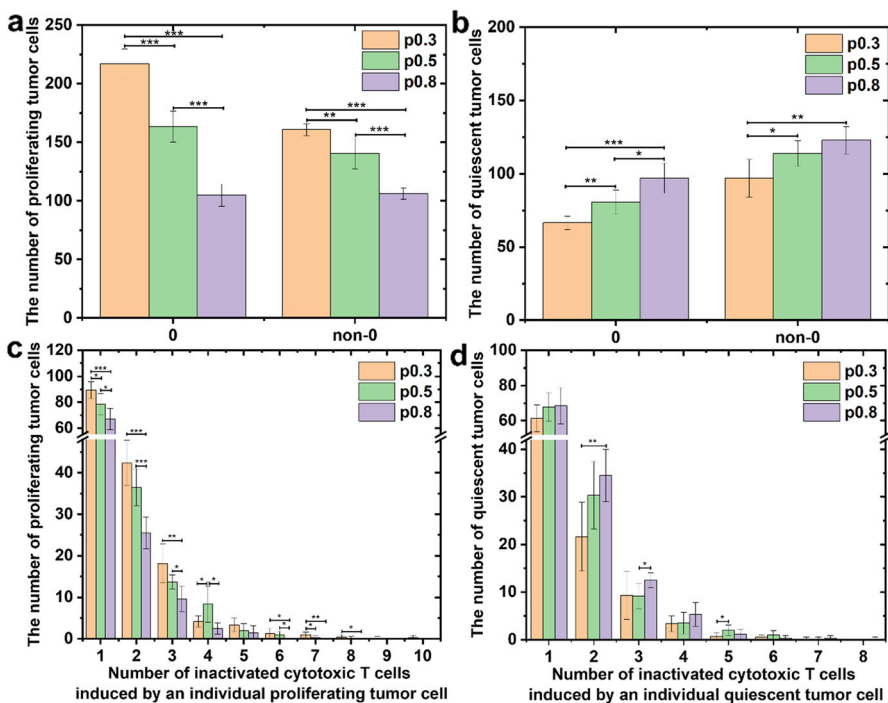 a
The number of proliferating tumor cells
250
200
150
100
50
0
***
***
***
***
**
***
p0.3
p0.5
p0.8
0
non-0
b
The number of quiescent tumor cells
200
150
100
75
50
25
0
***
**
*
**
*
p0.3
p0.5
p0.8
0
non-0
c
The number of proliferating tumor cells
120
100
80
60
40
30
20
10
0
***
*
*
***
***
**
*
*
*
*
*
**
*
*
p0.3
p0.5
p0.8
1 2 3 4 5 6 7 8 9 10
Number of inactivated cytotoxic T cells
induced by an individual proliferating tumor cell
d
The number of quiescent tumor cells
100
80
60
40
30
20
10
0
**
*
*
p0.3
p0.5
p0.8
1 2 3 4 5 6 7 8
Number of inactivated cytotoxic T cells
induced by an individual quiescent tumor cell